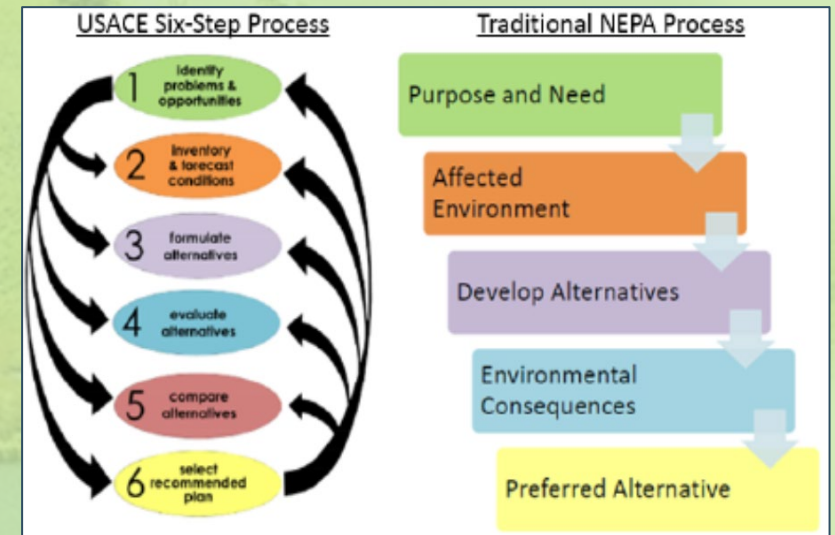 USACE Six-Step Process
1 identify
problems &
opportunities
2 inventory
& forecast
conditions
3 formulate
alternatives
4 evaluate
alternatives
5 compare
alternatives
6 select
recommended
plan
Traditional NEPA Process
Purpose and Need
Affected
Environment
Develop Alternatives
Environmental
Consequences
Preferred Alternative